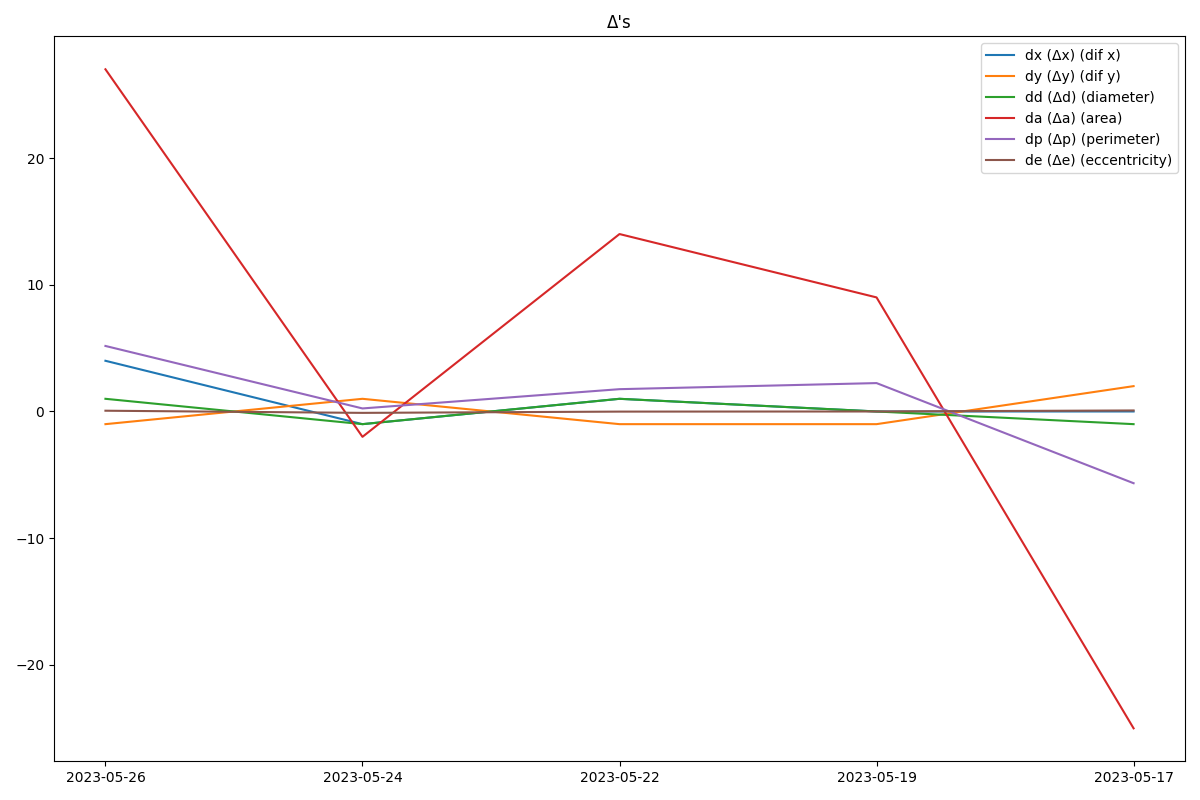 Δ's
dx (Δx) (dif x)
dy (Δy) (dif y)
dd (Δd) (diameter)
da (Δa) (area)
dp (Δp) (perimeter)
de (Δe) (eccentricity)
20
10
0
−10
−20
2023-05-26 2023-05-24 2023-05-22 2023-05-19 2023-05-17